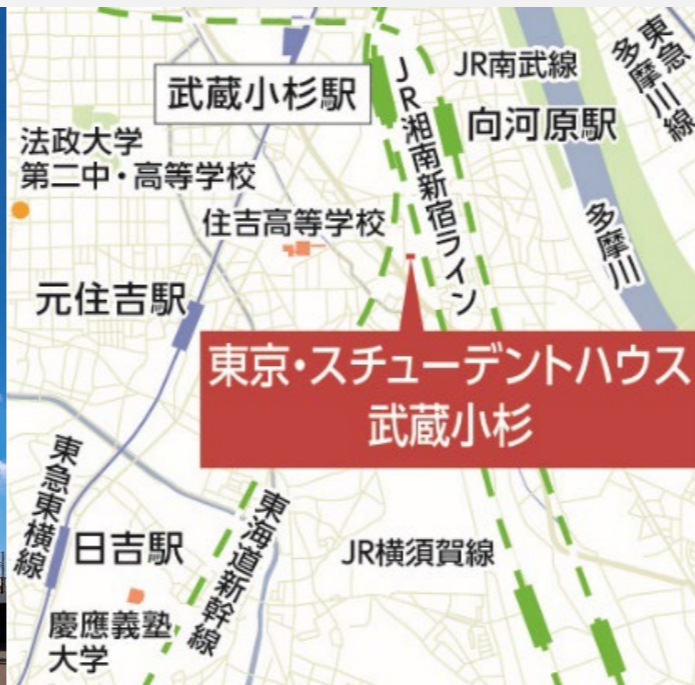 武蔵小杉駅
JR湘南新宿ライン
JR南武線
向河原駅
東急
多摩川線
法政大学
第二中・高等学校
住吉高等学校
多摩川
元住吉駅
東京・スチューデントハウス
武蔵小杉
東急東横線
日吉駅
東海道新幹線
JR横須賀線
慶應義塾
大学